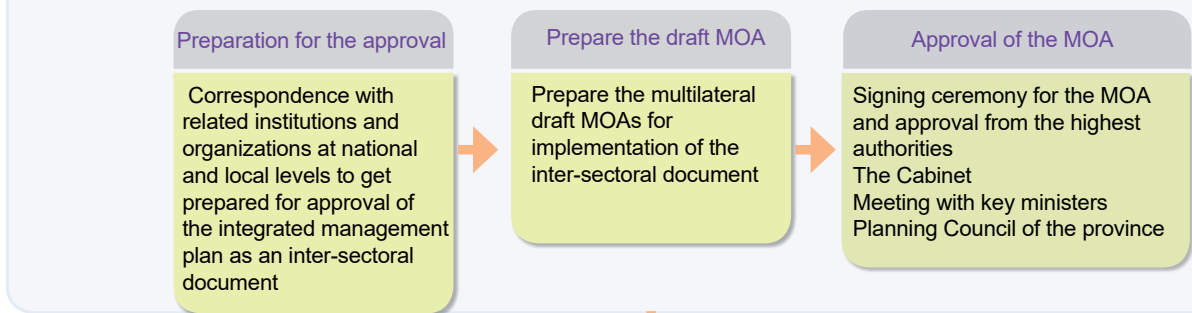 Preparation for the approval
Correspondence with
related institutions and
organizations at national
and local levels to get
prepared for approval of
the integrated management
plan as an inter-sectoral
document
Prepare the draft MOA
Prepare the multilateral
draft MOAs for
implementation of the
inter-sectoral document
Approval of the MOA
Signing ceremony for the MOA
and approval from the highest
authorities
The Cabinet
Meeting with key ministers
Planning Council of the province